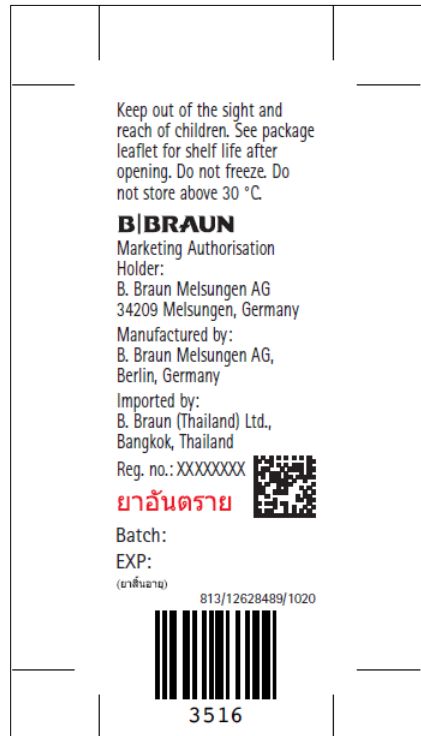 Keep out of the sight and
reach of children. See package
leaflet for shelf life after
opening. Do not freeze. Do
not store above 30 °C.
B|BRAUN
Marketing Authorisation
Holder:
B. Braun Melsungen AG
34209 Melsungen, Germany
Manufactured by:
B. Braun Melsungen AG,
Berlin, Germany
Imported by:
B. Braun (Thailand) Ltd.,
Bangkok, Thailand
Reg. no.: XXXXXXXX
ยาอันตราย
Batch:
EXP:
(ยาสิ้นอายุ)
813/12628489/1020
3516